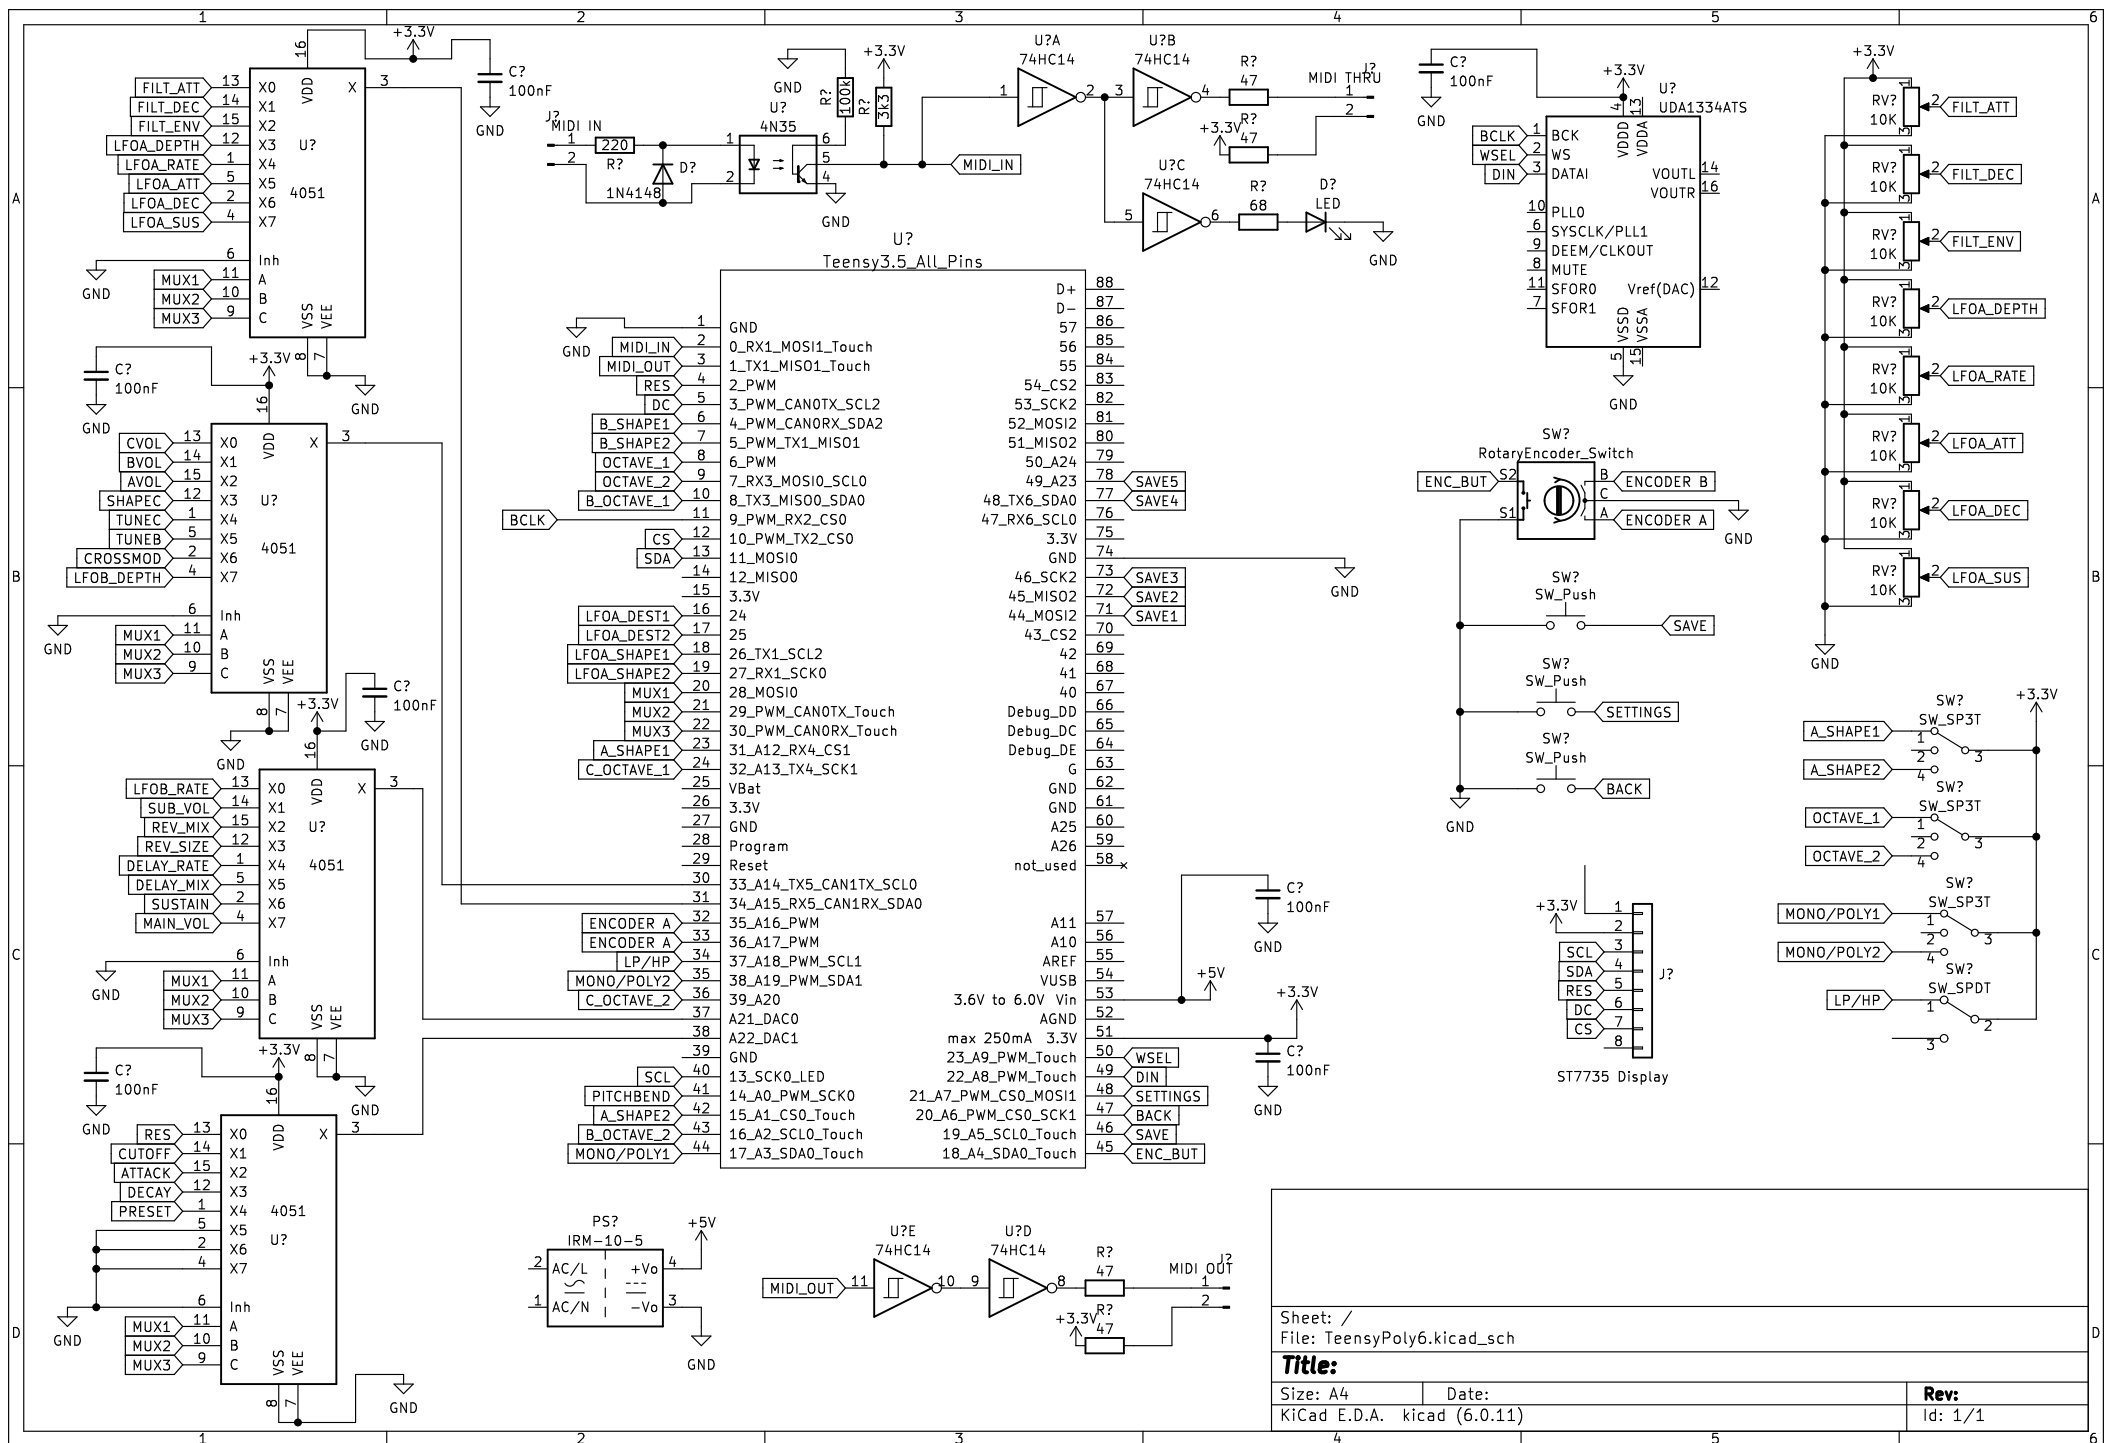 1 2 3 4 5 6
A
B
C
D
+3.3V
16
C?
100nF
GND
FILT_ATT 13 X0 VDD X 3
FILT_DEC 14 X1
FILT_ENV 15 X2
LFOA_DEPTH 12 X3 U?
LFOA_RATE 1 X4
LFOA_ATT 5 X5 4051
LFOA_DEC 2 X6
LFOA_SUS 4 X7
6 Inh
GND
MUX1 11 A
MUX2 10 B
MUX3 9 C
VSS VEE
8 7
GND
C?
100nF
GND
+3.3V
16
CVOL 13 X0 VDD X 3
BVOL 14 X1
AVOL 15 X2
SHAPEC 12 X3 U?
TUNEC 1 X4
TUNEB 5 X5 4051
CROSSMOD 2 X6
LFOB_DEPTH 4 X7
6 Inh
GND
MUX1 11 A
MUX2 10 B
MUX3 9 C
VSS VEE
8 7
GND
+3.3V
16
C?
100nF
GND
LFOB_RATE 13 X0 VDD X 3
SUB_VOL 14 X1
REV_MIX 15 X2 U?
REV_SIZE 12 X3
DELAY_RATE 1 X4 4051
DELAY_MIX 5 X5
SUSTAIN 2 X6
MAIN_VOL 4 X7
6 Inh
GND
MUX1 11 A
MUX2 10 B
MUX3 9 C
VSS VEE
8 7
GND
C?
100nF
GND
+3.3V
16
RES 13 X0 VDD X 3
CUTOFF 14 X1
ATTACK 15 X2
DECAY 12 X3
PRESET 1 X4 4051
5 X5
2 X6 U?
4 X7
6 Inh
GND
MUX1 11 A
MUX2 10 B
MUX3 9 C
VSS VEE
8 7
GND
J?
MIDI IN
1
2
220
R?
D?
1N4148
U?
4N35
1 2 6 5 4
GND
GND
R?
100k
R?
3k3
+3.3V
MIDI_IN
U?A
74HC14
1 2
U?B
74HC14
3 4
R?
47
R?
47
+3.3V
J?
MIDI THRU
1
2
U?C
74HC14
5 6
R?
68
D?
LED
GND
U?
Teensy3.5_All_Pins
GND
1 GND
MIDI_IN 2 0_RX1_MOSI1_Touch
MIDI_OUT 3 1_TX1_MISO1_Touch
RES 4 2_PWM
DC 5 3_PWM_CAN0TX_SCL2
B_SHAPE1 6 4_PWM_CAN0RX_SDA2
B_SHAPE2 7 5_PWM_TX1_MISO1
OCTAVE_1 8 6_PWM
OCTAVE_2 9 7_RX3_MOSI0_SCL0
B_OCTAVE_1 10 8_TX3_MISO0_SDA0
BCLK 11 9_PWM_RX2_CS0
CS 12 10_PWM_TX2_CS0
SDA 13 11_MOSI0
14 12_MISO0
15 3.3V
LFOA_DEST1 16 24
LFOA_DEST2 17 25
LFOA_SHAPE1 18 26_TX1_SCL2
LFOA_SHAPE2 19 27_RX1_SCK0
MUX1 20 28_MOSI0
MUX2 21 29_PWM_CAN0TX_Touch
MUX3 22 30_PWM_CAN0RX_Touch
A_SHAPE1 23 31_A12_RX4_CS1
C_OCTAVE_1 24 32_A13_TX4_SCK1
25 VBat
26 3.3V
27 GND
28 Program
29 Reset
30 33_A14_TX5_CAN1TX_SCL0
31 34_A15_RX5_CAN1RX_SDA0
ENCODER A 32 35_A16_PWM
ENCODER A 33 36_A17_PWM
LP/HP 34 37_A18_PWM_SCL1
MONO/POLY2 35 38_A19_PWM_SDA1
C_OCTAVE_2 36 39_A20
37 A21_DAC0
38 A22_DAC1
39 GND
SCL 40 13_SCK0_LED
PITCHBEND 41 14_A0_PWM_SCK0
A_SHAPE2 42 15_A1_CS0_Touch
B_OCTAVE_2 43 16_A2_SCL0_Touch
MONO/POLY1 44 17_A3_SDA0_Touch
D+ 88
D- 87
57 86
56 85
55 84
54_CS2 83
53_SCK2 82
52_MOSI2 81
51_MISO2 80
50_A24 79
49_A23 78 SAVE5
48_TX6_SDA0 77 SAVE4
47_RX6_SCL0 76
3.3V 75
GND 74
GND
46_SCK2 73 SAVE3
45_MISO2 72 SAVE2
44_MOSI2 71 SAVE1
43_CS2 70
42 69
41 68
40 67
Debug_DD 66
Debug_DC 65
Debug_DE 64
G 63
GND 62
GND 61
A25 60
A26 59
not_used 58
A11 57
A10 56
AREF 55
VUSB 54
3.6V to 6.0V Vin 53
AGND 52
max 250mA 3.3V 51
23_A9_PWM_Touch 50 WSEL
22_A8_PWM_Touch 49 DIN
21_A7_PWM_CS0_MOSI1 48 SETTINGS
20_A6_PWM_CS0_SCK1 47 BACK
19_A5_SCL0_Touch 46 SAVE
18_A4_SDA0_Touch 45 ENC_BUT
C?
100nF
GND
+5V
+3.3V
C?
100nF
GND
PS?
IRM-10-5
2 AC/L +Vo 4
1 AC/N -Vo 3
+5V
GND
MIDI_OUT
U?E
74HC14
11 10
U?D
74HC14
9 8
R?
47
R?
47
+3.3V
J?
MIDI OUT
1
2
C?
100nF
GND
+3.3V
U?
UDA1334ATS
4 13
VDDD VDDA
BCLK 1 BCK
WSEL 2 WS
DIN 3 DATAI
VOUTL 14
VOUTR 16
10 PLL0
6 SYSCLK/PLL1
9 DEEM/CLKOUT
8 MUTE
11 SFOR0
Vref(DAC) 12
7 SFOR1
VSSD VSSA
5 15
GND
SW?
RotaryEncoder_Switch
ENC_BUT S2 B ENCODER B
C
S1 A ENCODER A
GND
SW?
SW_Push
SAVE
SW?
SW_Push
SETTINGS
SW?
SW_Push
BACK
GND
+3.3V
1
2
SCL 3
SDA 4
RES 5
DC 6
CS 7
8
J?
ST7735 Display
+3.3V
RV? 10K 1 2 3 FILT_ATT
RV? 10K 1 2 3 FILT_DEC
RV? 10K 1 2 3 FILT_ENV
RV? 10K 1 2 3 LFOA_DEPTH
RV? 10K 1 2 3 LFOA_RATE
RV? 10K 1 2 3 LFOA_ATT
RV? 10K 1 2 3 LFOA_DEC
RV? 10K 1 2 3 LFOA_SUS
GND
+3.3V
SW?
SW_SP3T
A_SHAPE1 1
2 3
A_SHAPE2 4
SW?
SW_SP3T
OCTAVE_1 1
2 3
OCTAVE_2 4
SW?
SW_SP3T
MONO/POLY1 1
2 3
MONO/POLY2 4
SW?
SW_SPDT
LP/HP 1
2
3
Sheet: /
File: TeensyPoly6.kicad_sch
Title:
Size: A4 Date: Rev:
KiCad E.D.A. kicad (6.0.11) Id: 1/1
A
B
C
D
1 2 3 4 5 6